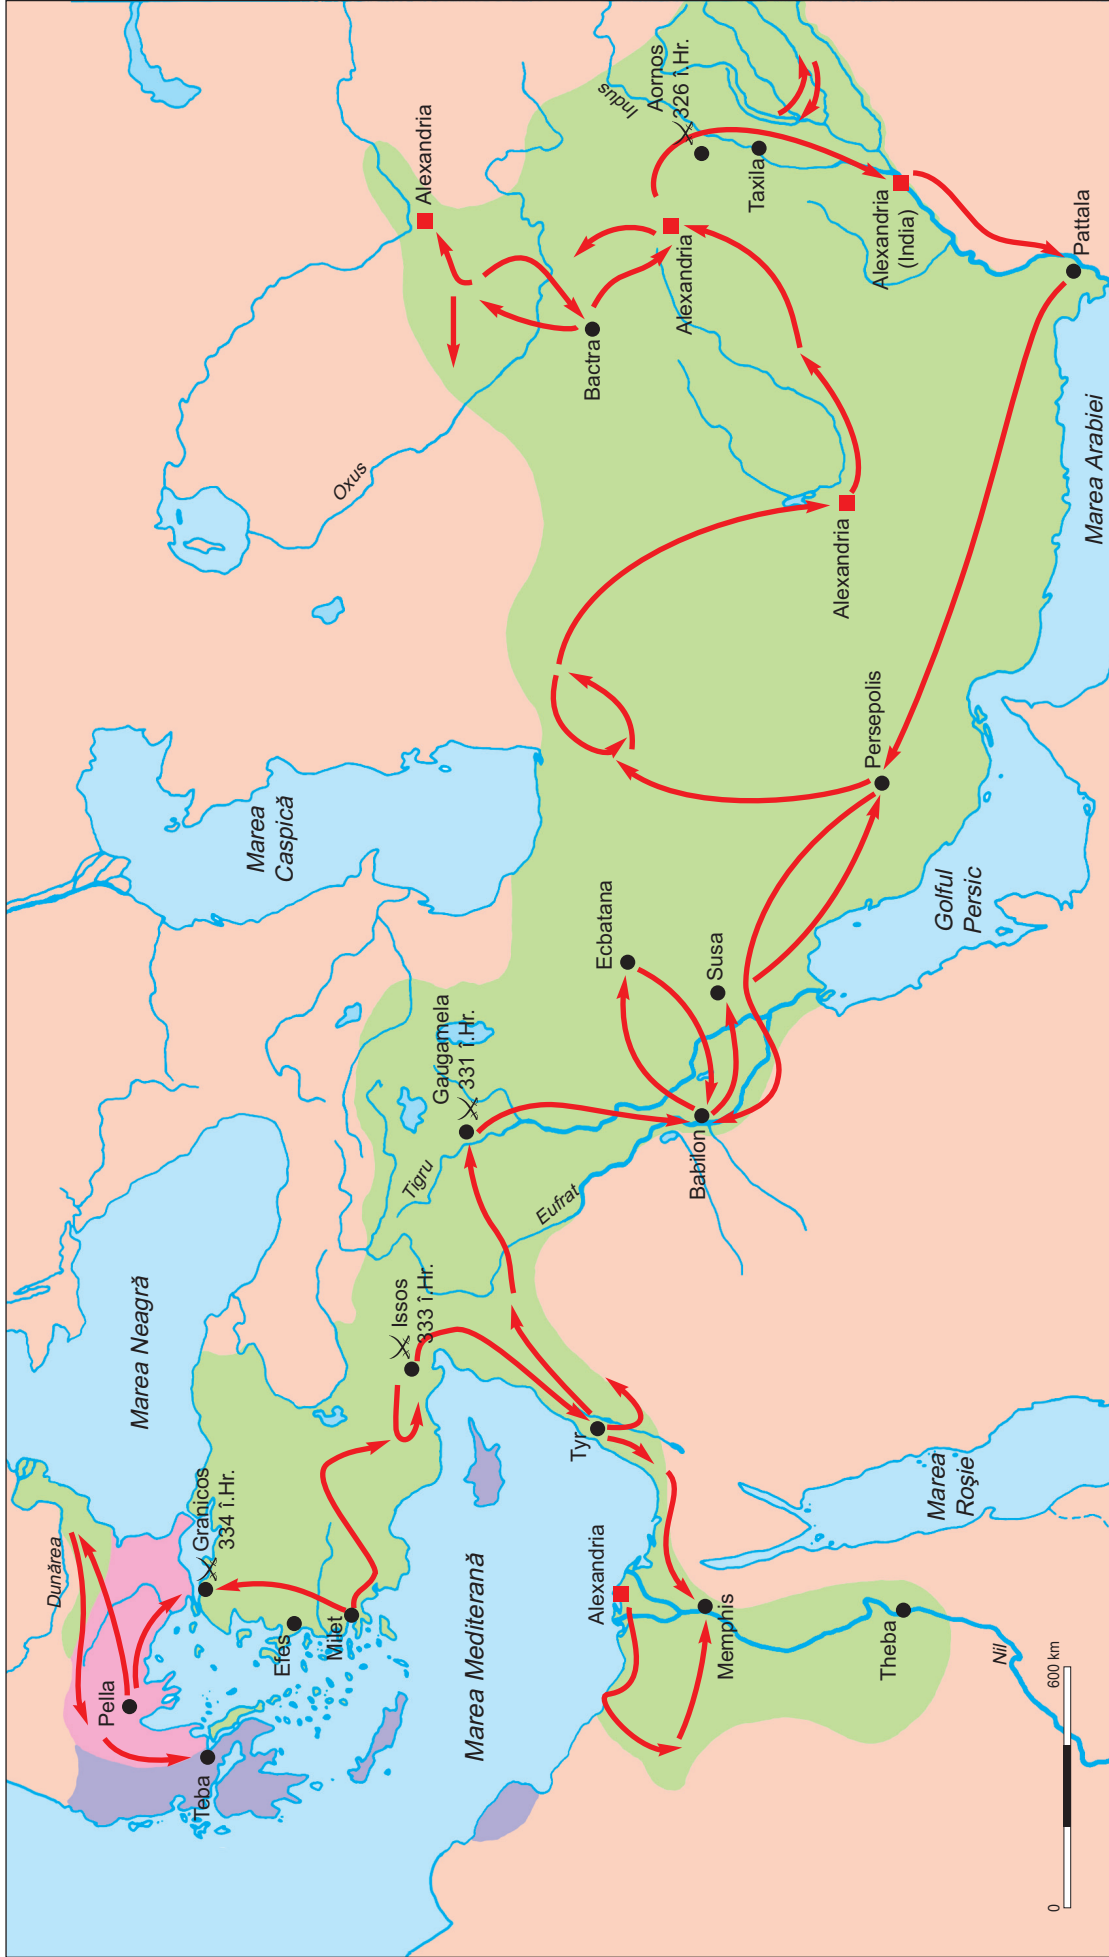 Dunărea
Marea Neagră
Marea
Caspică
Oxus
Alexandria
Pella
Granicos
334 î.Hr.
Teba
Efes
Milet
Issos
333 î.Hr.
Tigru
Gaugamela
331 î.Hr.
Eufrat
Ecbatana
Susa
Babilon
Bactra
Indus
Aornos
326 î.Hr.
Taxila
Alexandria
Alexandria
(India)
Alexandria
Persepolis
Pattala
Marea Mediterană
Tyr
Alexandria
Memphis
Theba
Nil
Marea
Roşie
Golful
Persic
Marea Arabiei
0
600 km